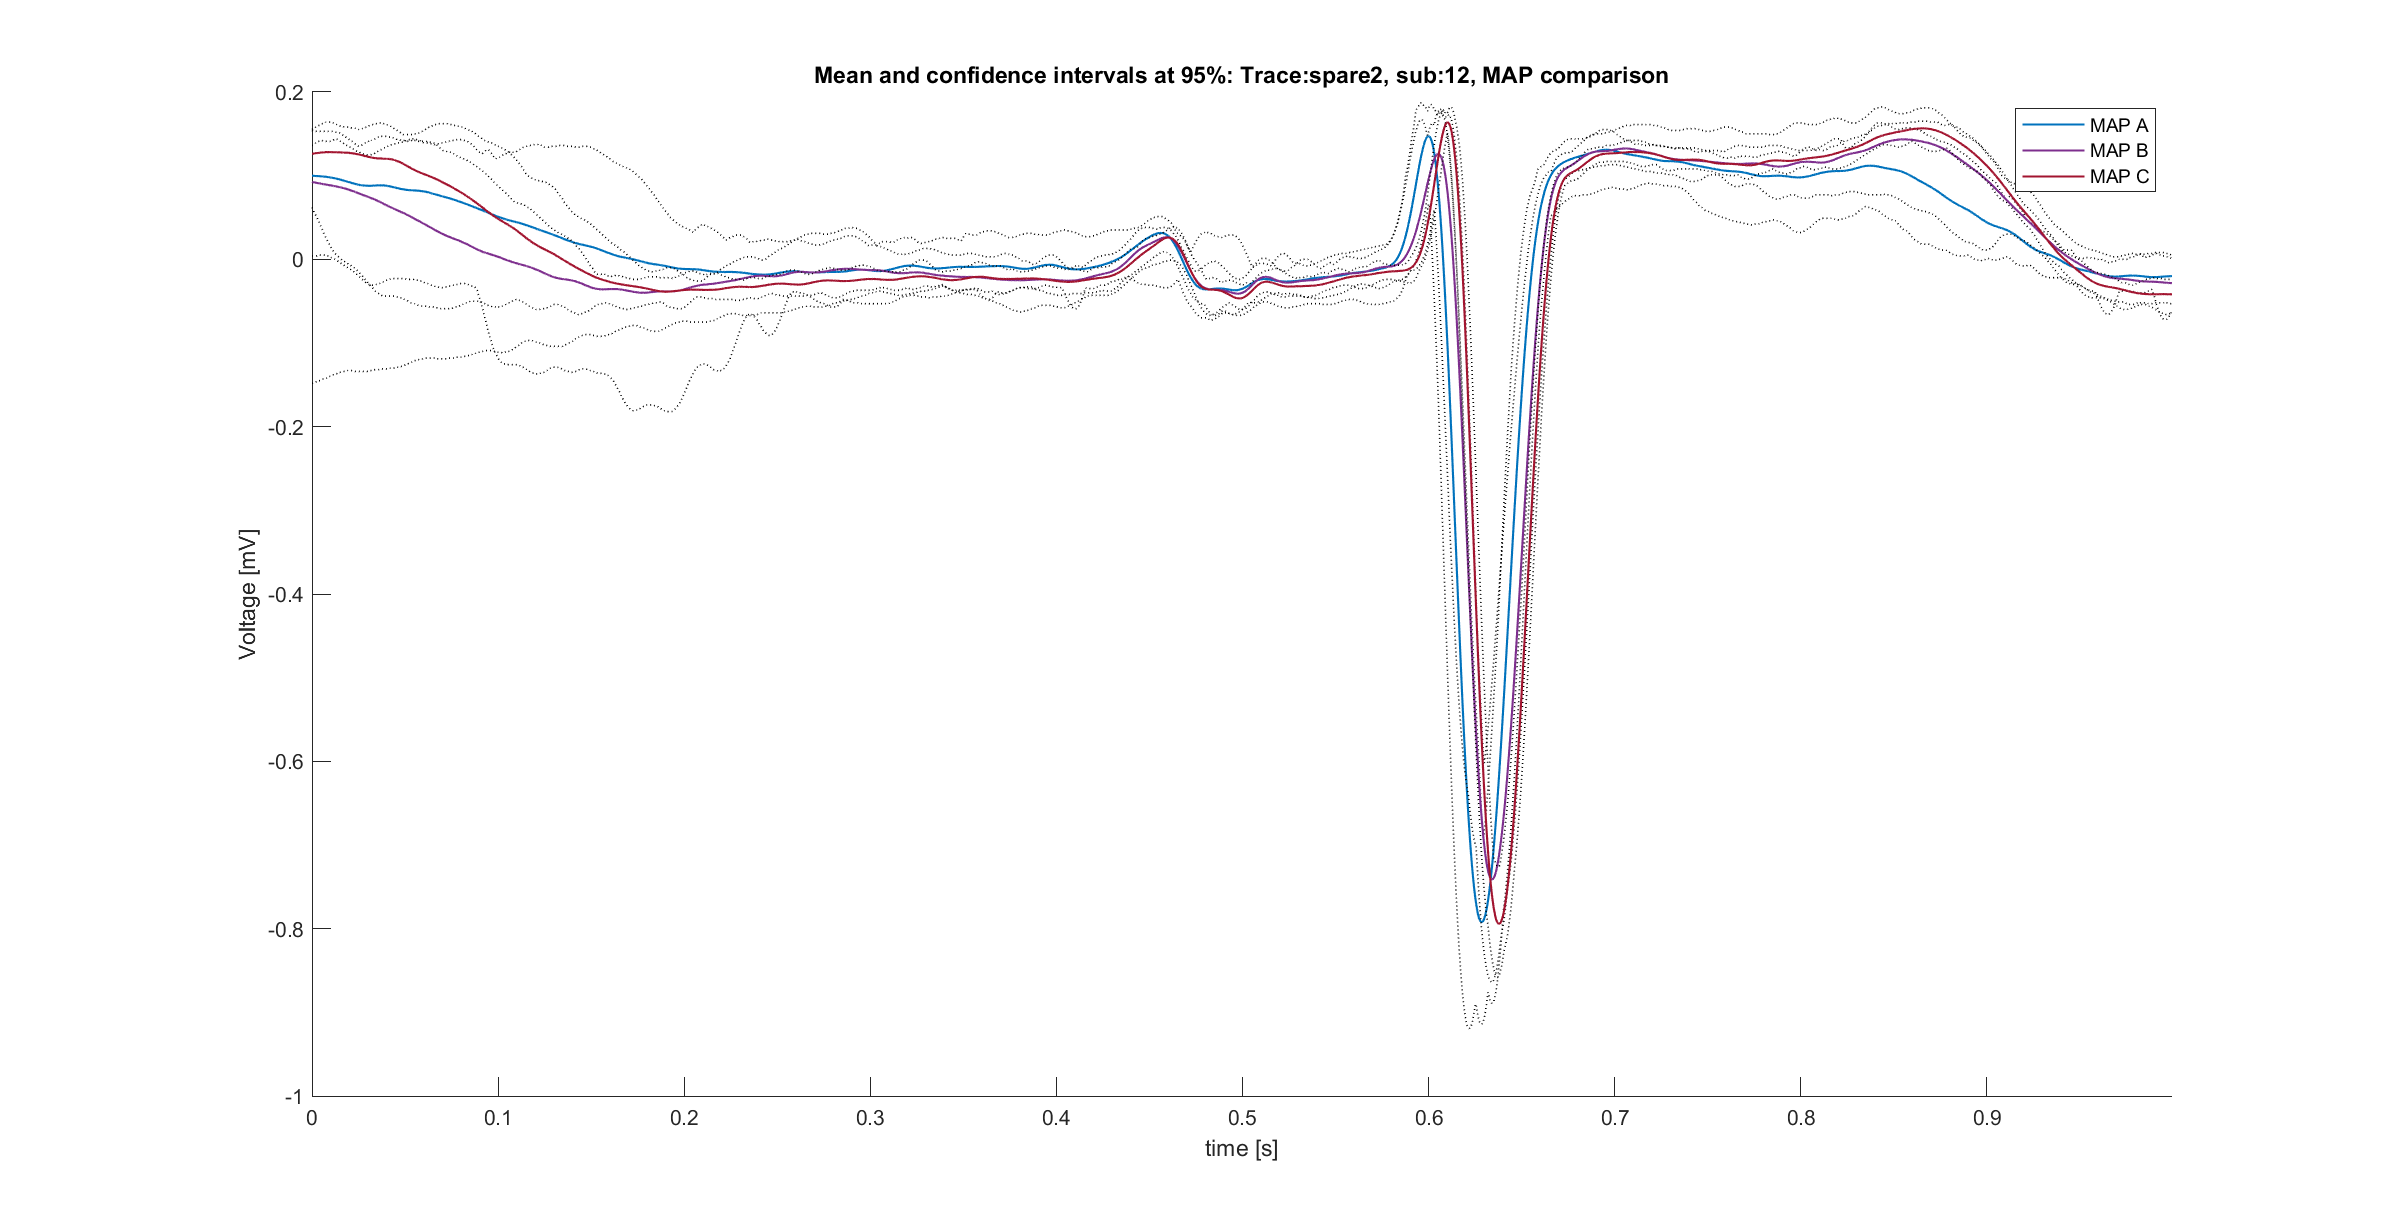 Mean and confidence intervals at 95%: Trace:spare2, sub:12, MAP comparison
0.2
0
-0.2
-0.4
-0.6
-0.8
-1
Voltage [mV]
MAP A
MAP B
MAP C
0 0.1 0.2 0.3 0.4 0.5 0.6 0.7 0.8 0.9
time [s]